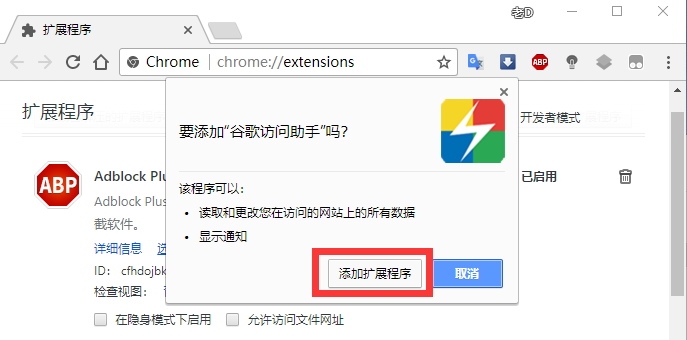 老D
扩展程序
Chrome | chrome://extensions
ABP
扩展程序
开发者模式
要添加“谷歌访问助手”吗?
该程序可以:
• 读取和更改您在访问的网站上的所有数据
• 显示通知
添加扩展程序 取消
ABP
Adblock Plu
已启用
Adblock Plus
截软件。
详细信息
ID: cfhdojbk
检查视图:
在隐身模式下启用 允许访问文件网址